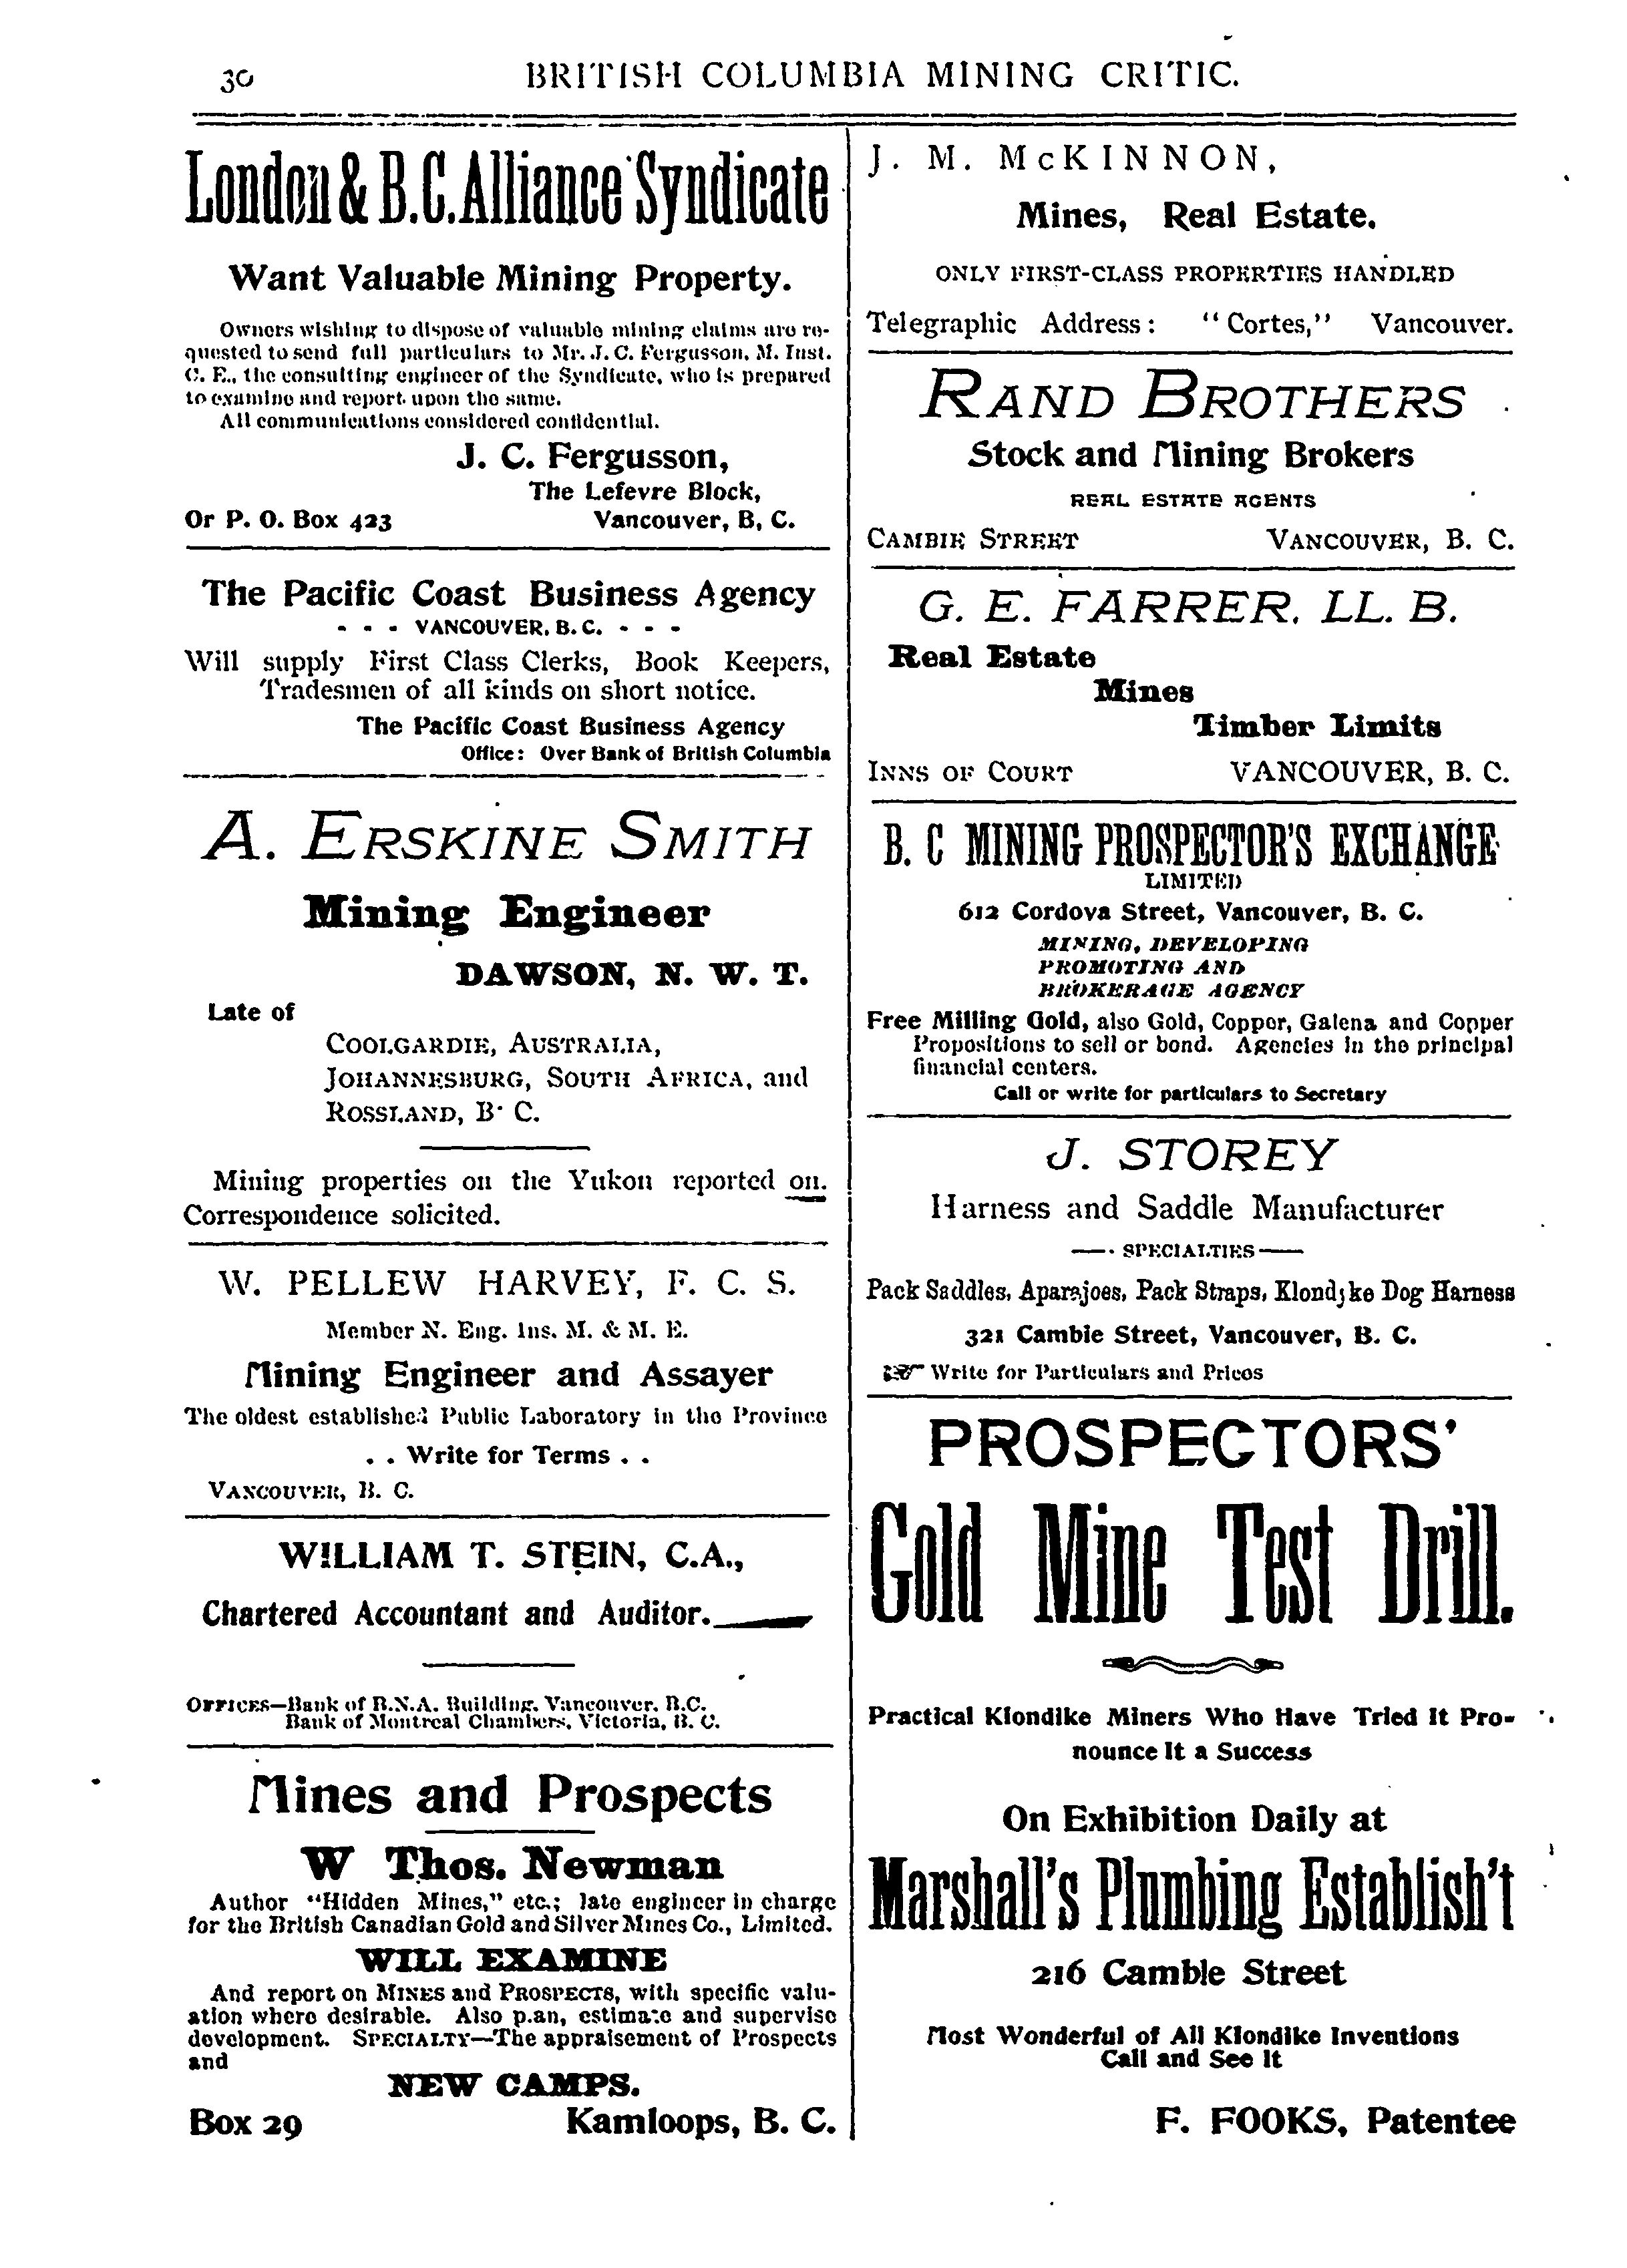 30
BRITISH COLUMBIA MINING CRITIC.
London & B.C. Alliance Syndicate
Want Valuable Mining Property.
Owners wishing to dispose of valuable mining claims are re-
quested to send full particulars to Mr. J. C. Fergusson, M. Inst.
C. E., the consulting engineer of the Syndicate, who is prepared
to examine and report upon the same.
All communications considered confidential.
J. C. Fergusson,
The Lefevre Block,
Or P. O. Box 423 Vancouver, B, C.
The Pacific Coast Business Agency
- - - VANCOUVER, B. C. - - -
Will supply First Class Clerks, Book Keepers,
Tradesmen of all kinds on short notice.
The Pacific Coast Business Agency
Office: Over Bank of British Columbia
A. ERSKINE SMITH
Mining Engineer
DAWSON, N. W. T.
Late of
COOLGARDIE, AUSTRALIA,
JOHANNESBURG, SOUTH AFRICA, and
ROSSLAND, B. C.
Mining properties on the Yukon reported on.
Correspondence solicited.
W. PELLEW HARVEY, F. C. S.
Member N. Eng. Ins. M. & M. E.
Mining Engineer and Assayer
The oldest established Public Laboratory in the Province
. . Write for Terms . .
VANCOUVER, B. C.
WILLIAM T. STEIN, C.A.,
Chartered Accountant and Auditor.
OFFICES—Bank of B.N.A. Building, Vancouver, B.C.
Bank of Montreal Chambers, Victoria, B. C.
Mines and Prospects
W Thos. Newman
Author "Hidden Mines," etc.; late engineer in charge
for the British Canadian Gold and Silver Mines Co., Limited.
WILL EXAMINE
And report on MINES and PROSPECTS, with specific valu-
ation where desirable. Also plan, estimate and supervise
development. SPECIALTY—The appraisement of Prospects
and
NEW CAMPS.
Box 29 Kamloops, B. C.
J. M. McKINNON,
Mines, Real Estate.
ONLY FIRST-CLASS PROPERTIES HANDLED
Telegraphic Address: "Cortes," Vancouver.
RAND BROTHERS
Stock and Mining Brokers
REAL ESTATE AGENTS
CAMBIE STREET VANCOUVER, B. C.
G. E. FARRER, LL. B.
Real Estate
Mines
Timber Limits
INNS OF COURT VANCOUVER, B. C.
B. C MINING PROSPECTOR'S EXCHANGE
LIMITED
612 Cordova Street, Vancouver, B. C.
MINING, DEVELOPING
PROMOTING AND
BROKERAGE AGENCY
Free Milling Gold, also Gold, Copper, Galena and Copper
Propositions to sell or bond. Agencies in the principal
financial centers.
Call or write for particulars to Secretary
J. STOREY
Harness and Saddle Manufacturer
—SPECIALTIES—
Pack Saddles, Aparajoes, Pack Straps, Klondyke Dog Harness
321 Cambie Street, Vancouver, B. C.
☞ Write for Particulars and Prices
PROSPECTORS'
Gold Mine Test Drill.
Practical Klondike Miners Who Have Tried It Pro-
nounce It a Success
On Exhibition Daily at
Marshall's Plumbing Establish't
216 Camble Street
Most Wonderful of All Klondike Inventions
Call and See It
F. FOOKS, Patentee